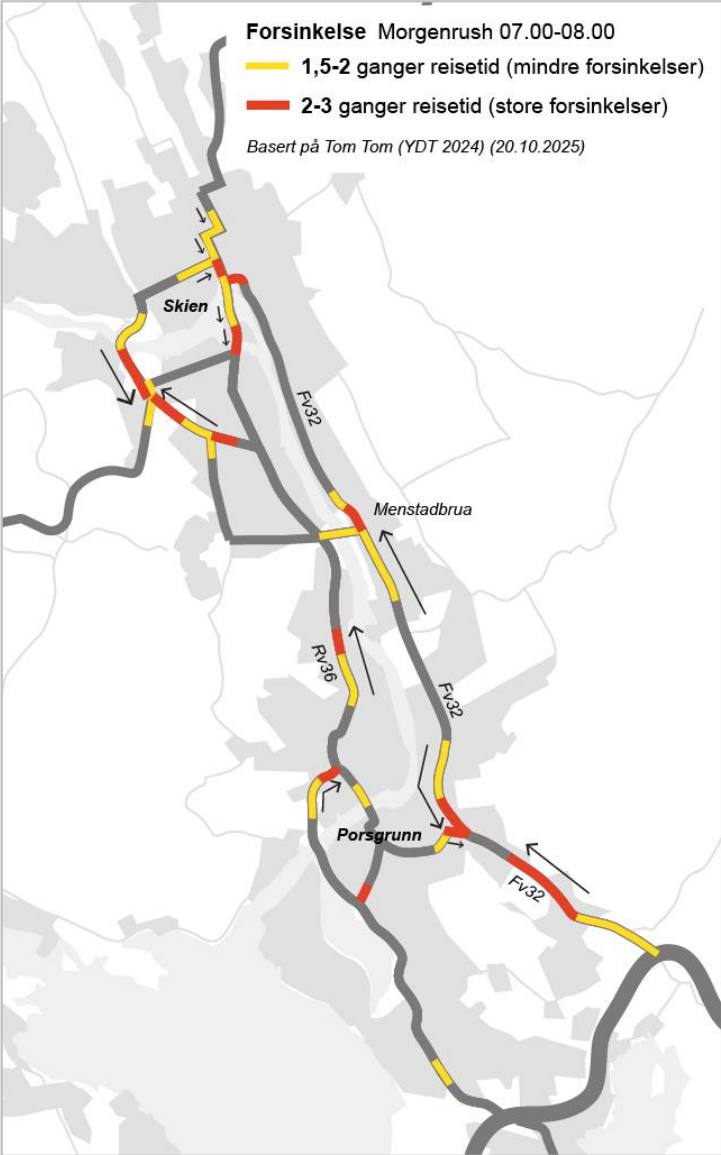 Forsinkelse Morgenrush 07.00-08.00
1,5-2 ganger reisetid (mindre forsinkelser)
2-3 ganger reisetid (store forsinkelser)
Basert på Tom Tom (YDT 2024) (20.10.2025)
Skien
Fv32
Menstadbrua
Rv36
Fv32
Porsgrunn
Fv32